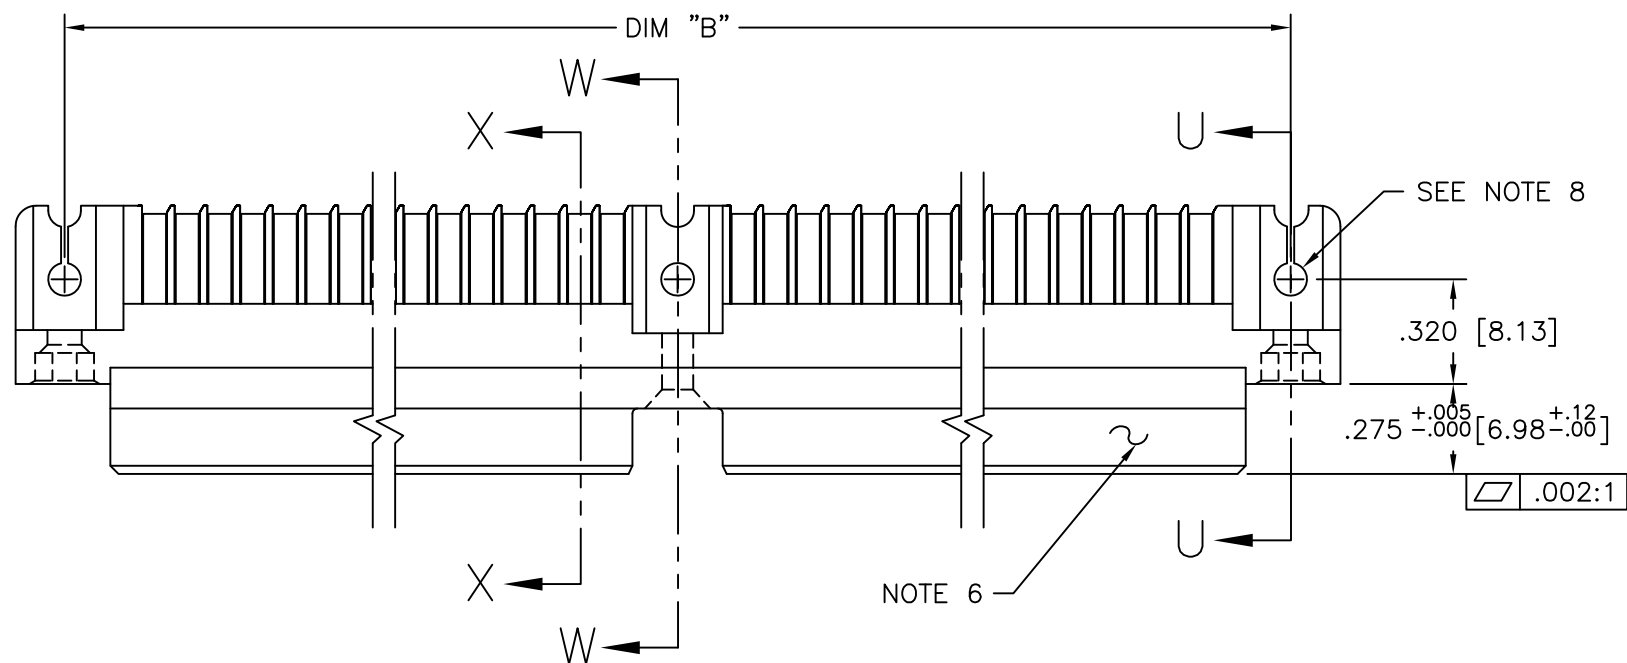 DIM "B"
W
X
U
SEE NOTE 8
.320 [8.13]
.275 +.005 -.000 [6.98 +.12 -.00]
.002:1
U
X
NOTE 6
W